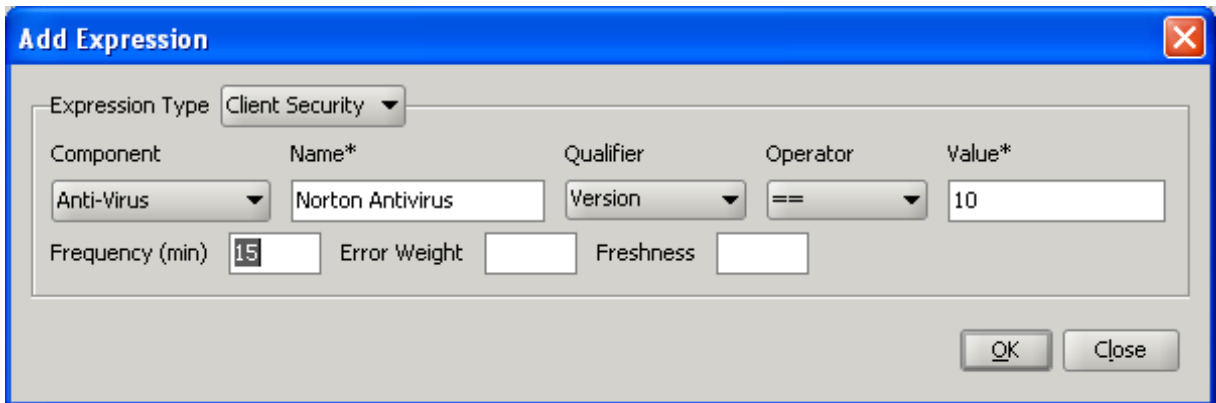 Add Expression
Expression Type Client Security
Component Name* Qualifier Operator Value*
Anti-Virus Norton Antivirus Version == 10
Frequency (min) 15 Error Weight Freshness
OK Close